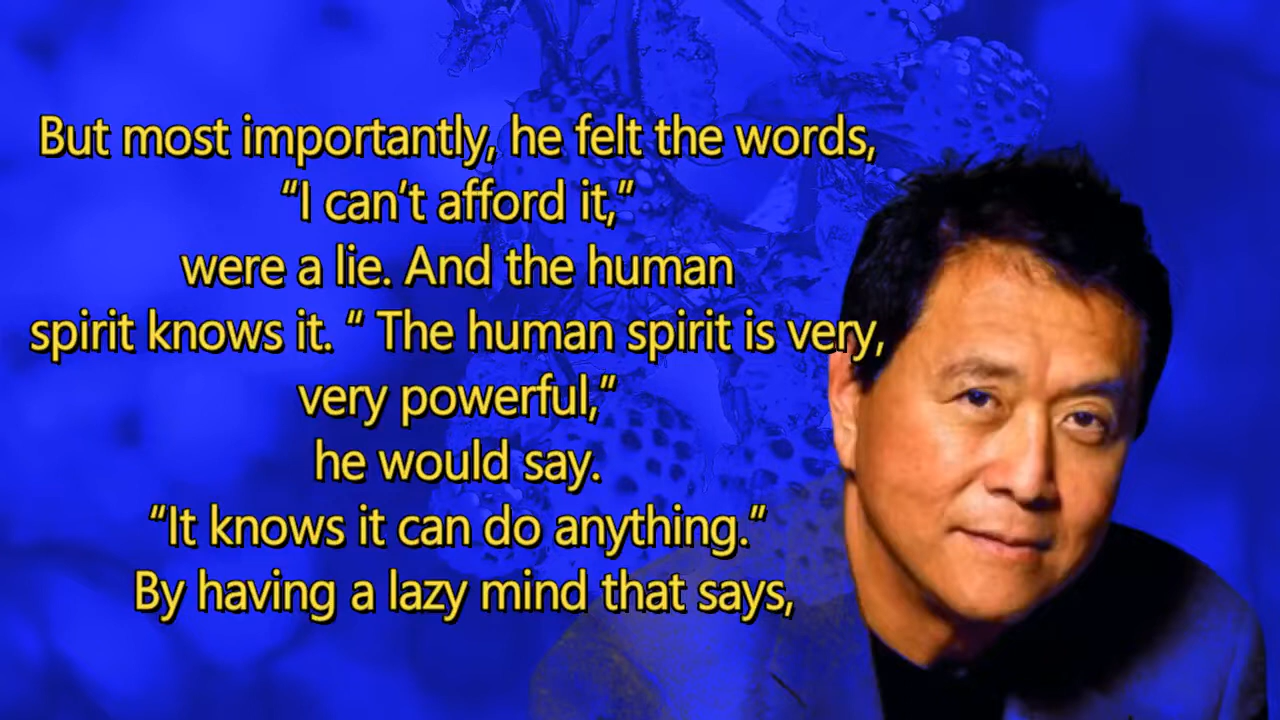 But most importantly, he felt the words,
“I can’t afford it,”
were a lie. And the human
spirit knows it. “ The human spirit is very,
very powerful,”
he would say.
“It knows it can do anything.”
By having a lazy mind that says,